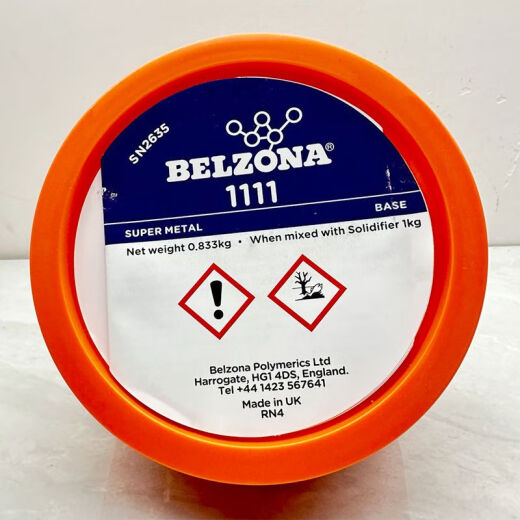 SN2635
BELZONA®
1111
SUPER METAL BASE
Net weight 0.833kg • When mixed with Solidifier 1kg
Belzona Polymerics Ltd
Harrogate, HG1 4DS, England.
Tel +44 1423 567641
Made in UK
RN4